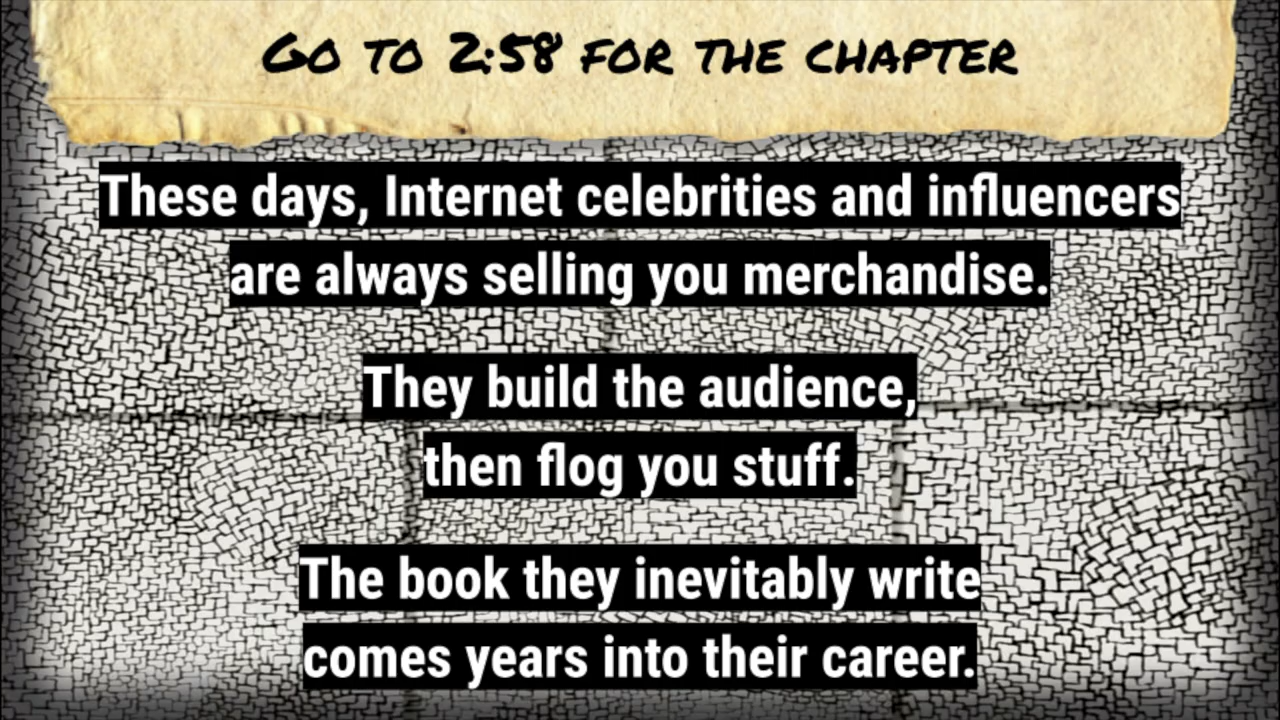 Go to 2:58 for the chapter
These days, Internet celebrities and influencers
are always selling you merchandise.
They build the audience,
then flog you stuff.
The book they inevitably write
comes years into their career.